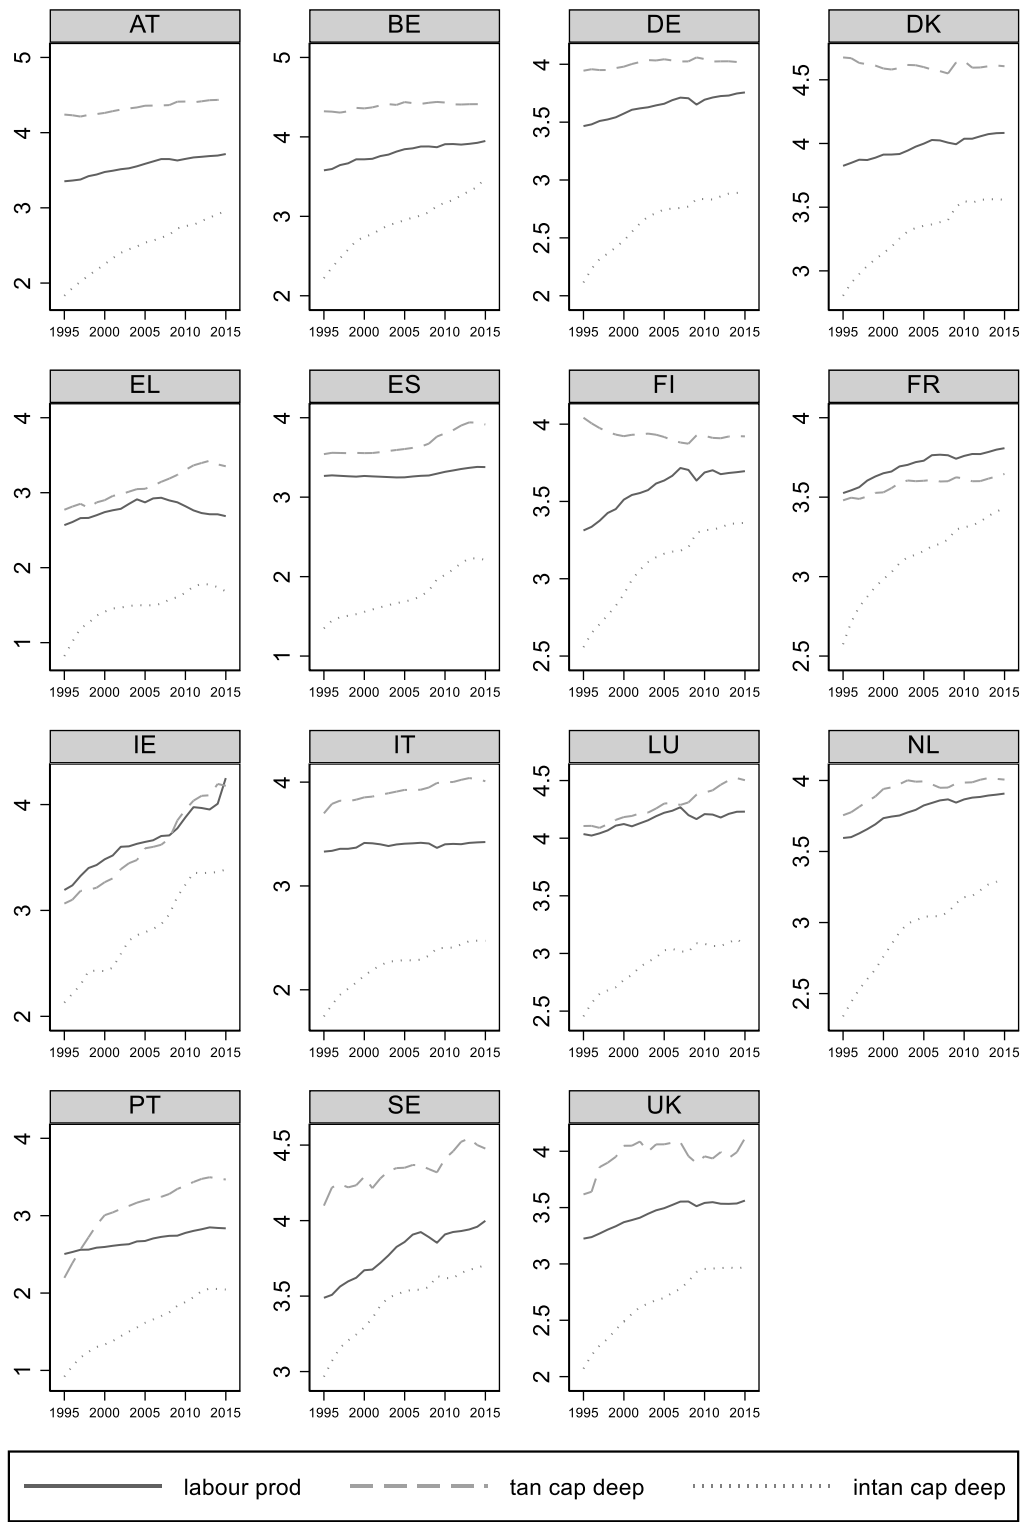 AT BE DE DK
5 4 3 2 5 4 3 2 4 3.5 3 2.5 2 4.5 4 3.5 3
1995 2000 2005 2010 2015 1995 2000 2005 2010 2015 1995 2000 2005 2010 2015 1995 2000 2005 2010 2015
EL ES FI FR
4 3 2 1 4 3 2 1 4 3.5 3 2.5 4 3.5 3 2.5
1995 2000 2005 2010 2015 1995 2000 2005 2010 2015 1995 2000 2005 2010 2015 1995 2000 2005 2010 2015
IE IT LU NL
4 3 2 4 3 2 4.5 4 3.5 3 2.5 4 3.5 3 2.5
1995 2000 2005 2010 2015 1995 2000 2005 2010 2015 1995 2000 2005 2010 2015 1995 2000 2005 2010 2015
PT SE UK
4 3 2 1 4.5 4 3.5 3 4 3.5 3 2.5 2
1995 2000 2005 2010 2015 1995 2000 2005 2010 2015 1995 2000 2005 2010 2015
labour prod tan cap deep intan cap deep